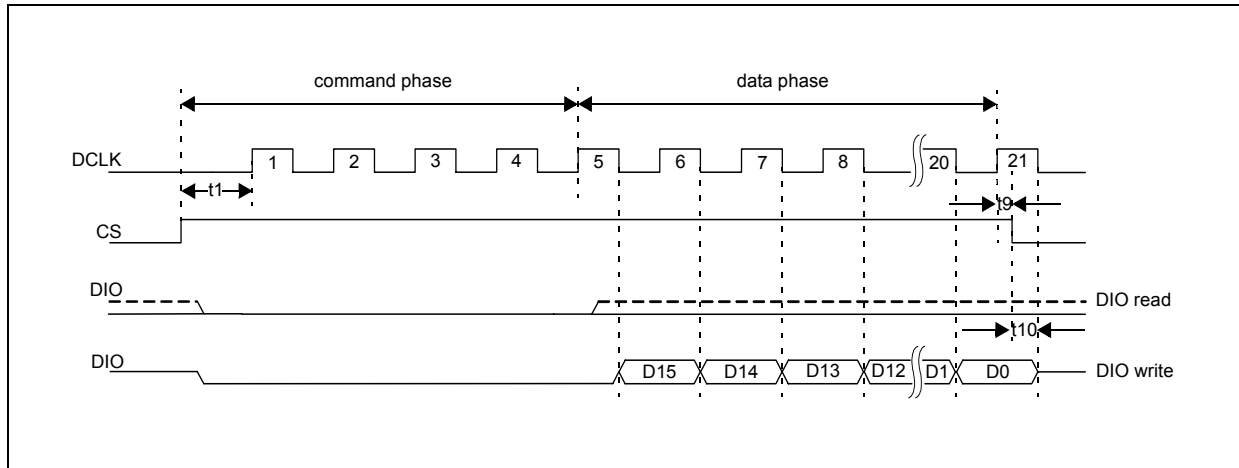 command phase
data phase
DCLK
1
2
3
4
5
6
7
8
20
21
t1
t9
CS
DIO
DIO read
t10
DIO
D15
D14
D13
D12
D1
D0
DIO write